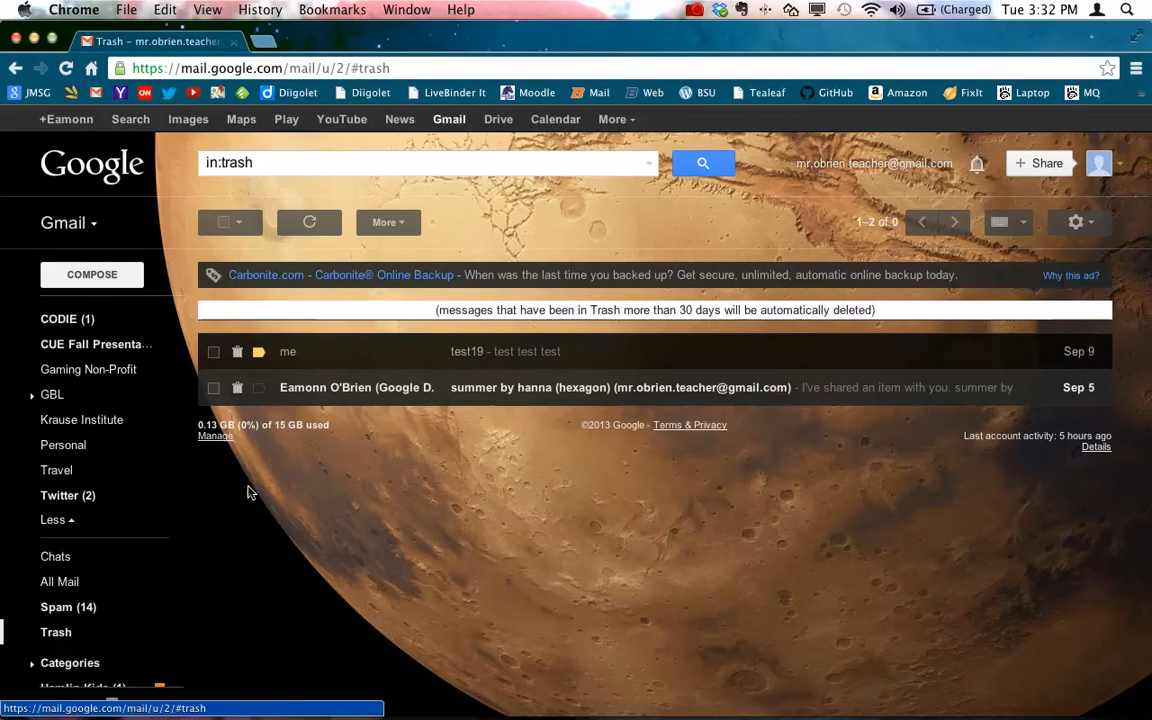 Chrome File Edit View History Bookmarks Window Help (Charged) Tue 3:32 PM
Trash – mr.obrien.teacher
https://mail.google.com/mail/u/2/#trash
JMSG CNN Diigolet Diigolet LiveBinder It Moodle Mail Web BSU Tealeaf GitHub Amazon FixIt Laptop MQ »
+Eamonn Search Images Maps Play YouTube News Gmail Drive Calendar More
Google in:trash mr.obrien.teacher@gmail.com + Share
Gmail More 1–2 of 0
COMPOSE Carbonite.com - Carbonite® Online Backup - When was the last time you backed up? Get secure, unlimited, automatic online backup today. Why this ad?
(messages that have been in Trash more than 30 days will be automatically deleted)
me test19 - test test test Sep 9
Eamonn O'Brien (Google D. summer by hanna (hexagon) (mr.obrien.teacher@gmail.com) - I've shared an item with you. summer by Sep 5
0.13 GB (0%) of 15 GB used ©2013 Google - Terms & Privacy Last account activity: 5 hours ago
Manage Details
CODIE (1)
CUE Fall Presenta…
Gaming Non-Profit
GBL
Krause Institute
Personal
Travel
Twitter (2)
Less
Chats
All Mail
Spam (14)
Trash
Categories
Hamlin Kids (1)
https://mail.google.com/mail/u/2/#trash